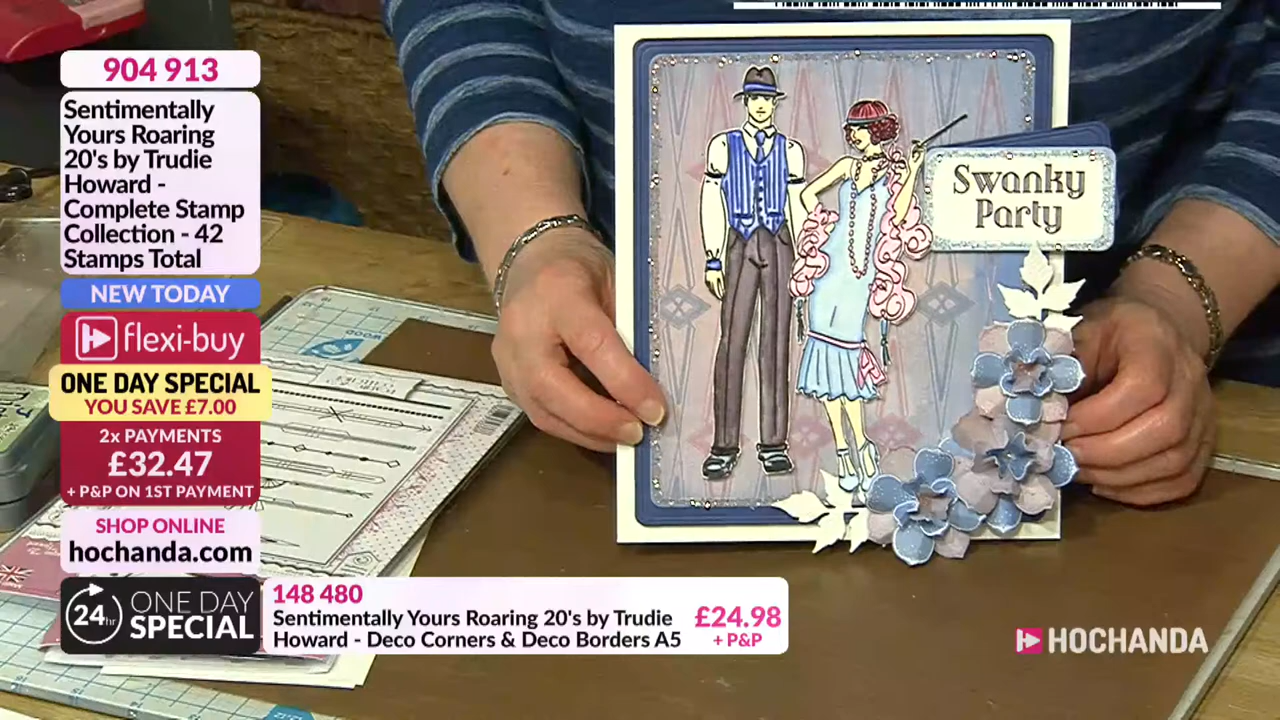 904 913
Sentimentally
Yours Roaring
20's by Trudie
Howard -
Complete Stamp
Collection - 42
Stamps Total
NEW TODAY
flexi-buy
ONE DAY SPECIAL
YOU SAVE £7.00
2x PAYMENTS
£32.47
+ P&P ON 1ST PAYMENT
SHOP ONLINE
hochanda.com
24hr
ONE DAY
SPECIAL
148 480
Sentimentally Yours Roaring 20's by Trudie
Howard - Deco Corners & Deco Borders A5
£24.98
+ P&P
Swanky
Party
HOCHANDA